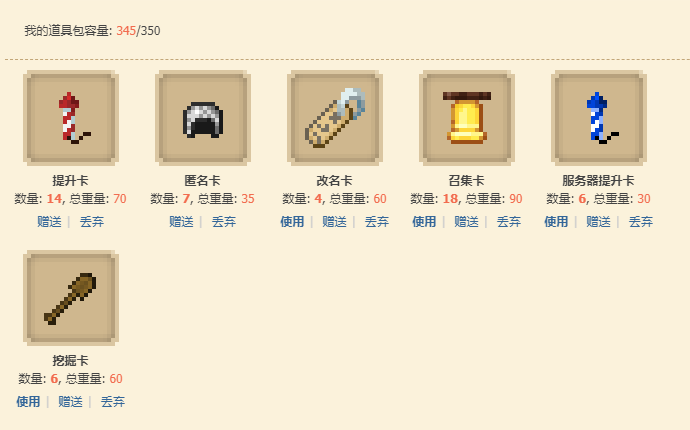 我的道具包容量: 345/350
提升卡 匿名卡 改名卡 召集卡 服务器提升卡
数量: 14, 总重量: 70 数量: 7, 总重量: 35 数量: 4, 总重量: 60 数量: 18, 总重量: 90 数量: 6, 总重量: 30
赠送| 丢弃 赠送| 丢弃 使用| 赠送| 丢弃 使用| 赠送| 丢弃 使用| 赠送| 丢弃
挖掘卡
数量: 6, 总重量: 60
使用| 赠送| 丢弃